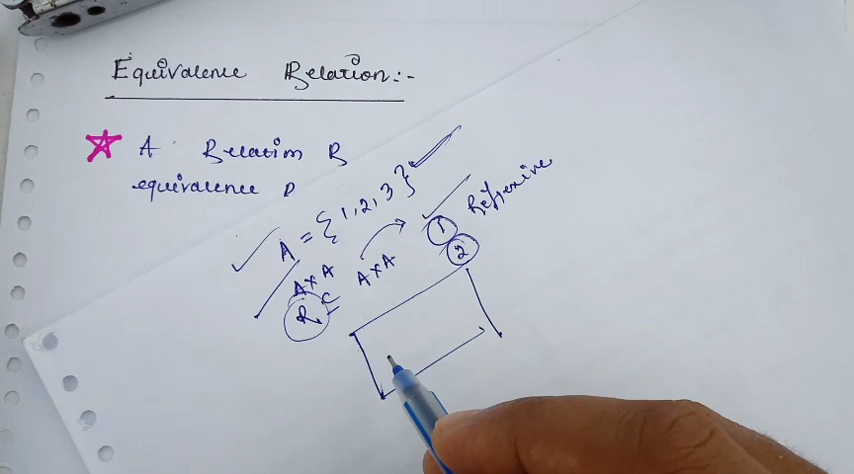 Equivalence Relation:-
A Relation R
equivalence R
A = {1,2,3}
① Reflexive
②
A×A
R ⊆ A×A